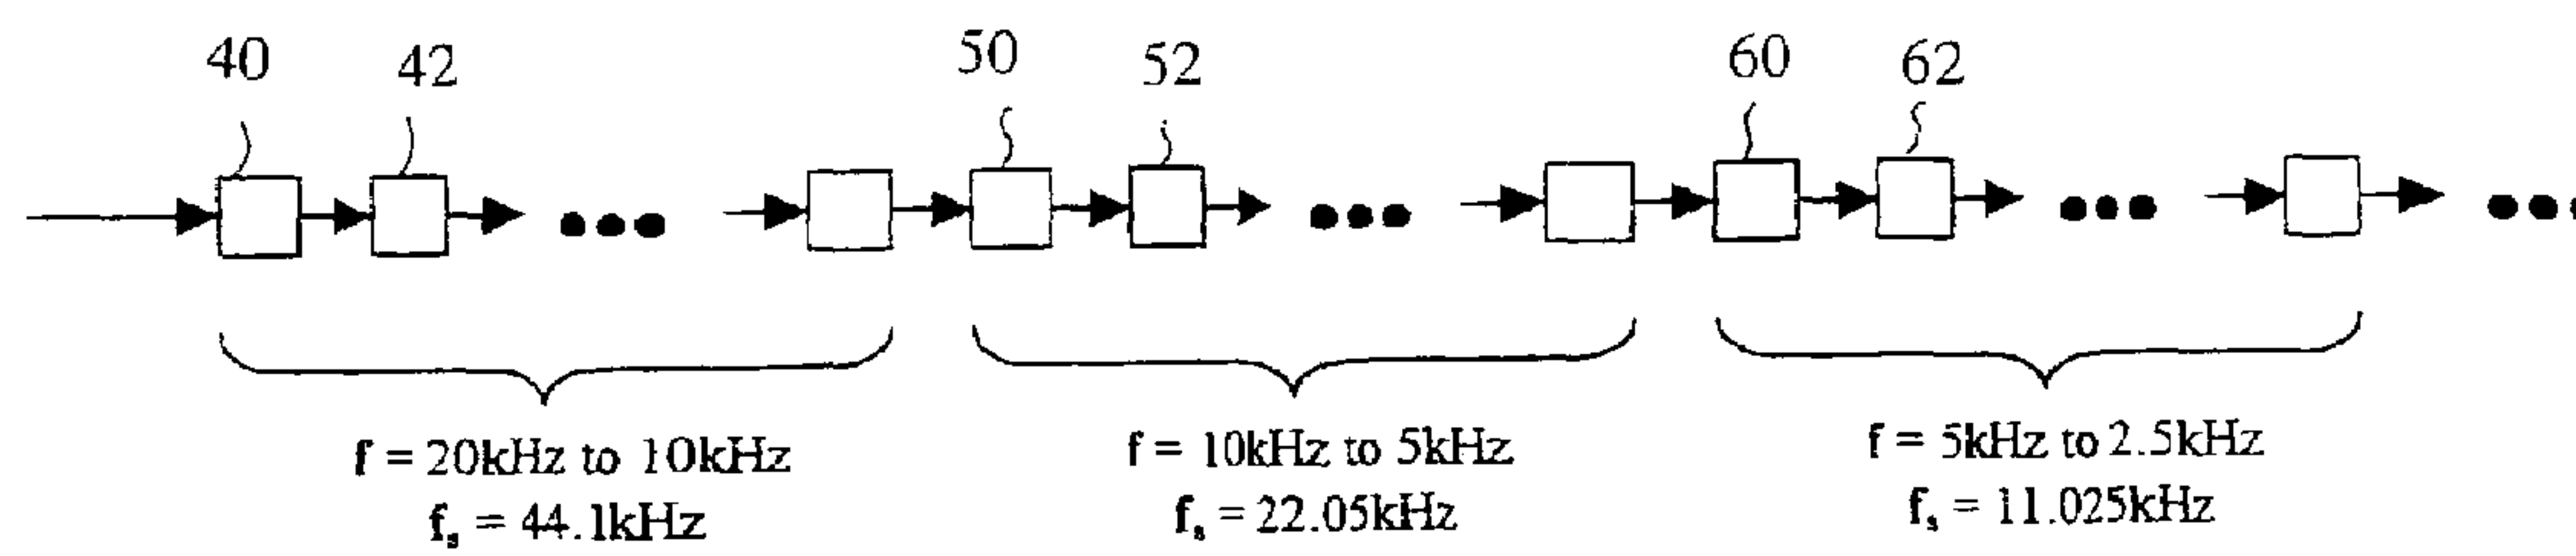 40 42 50 52 60 62
f = 20kHz to 10kHz
fs = 44.1kHz
f = 10kHz to 5kHz
fs = 22.05kHz
f = 5kHz to 2.5kHz
fs = 11.025kHz